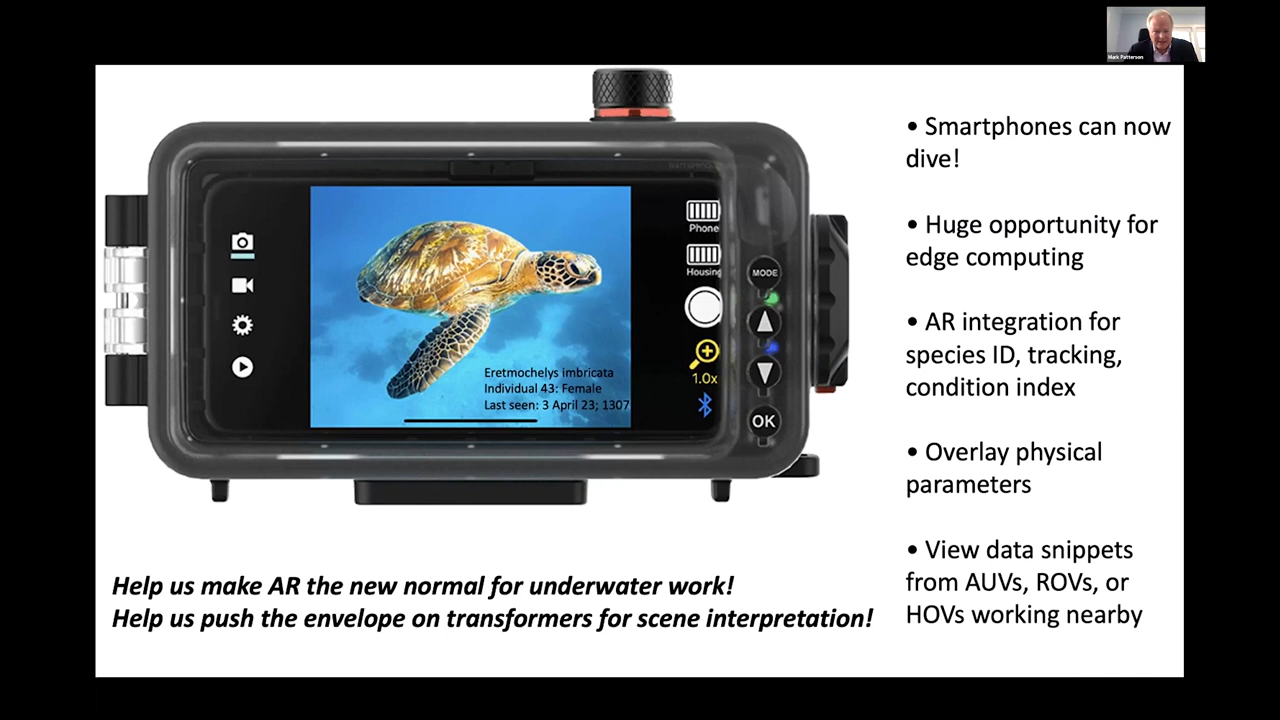 Mark Patterson
• Smartphones can now
dive!
• Huge opportunity for
edge computing
• AR integration for
species ID, tracking,
condition index
• Overlay physical
parameters
• View data snippets
from AUVs, ROVs, or
HOVs working nearby
Phone
Housing
MODE
1.0x
OK
Eretmochelys imbricata
Individual 43: Female
Last seen: 3 April 23; 1307
Help us make AR the new normal for underwater work!
Help us push the envelope on transformers for scene interpretation!